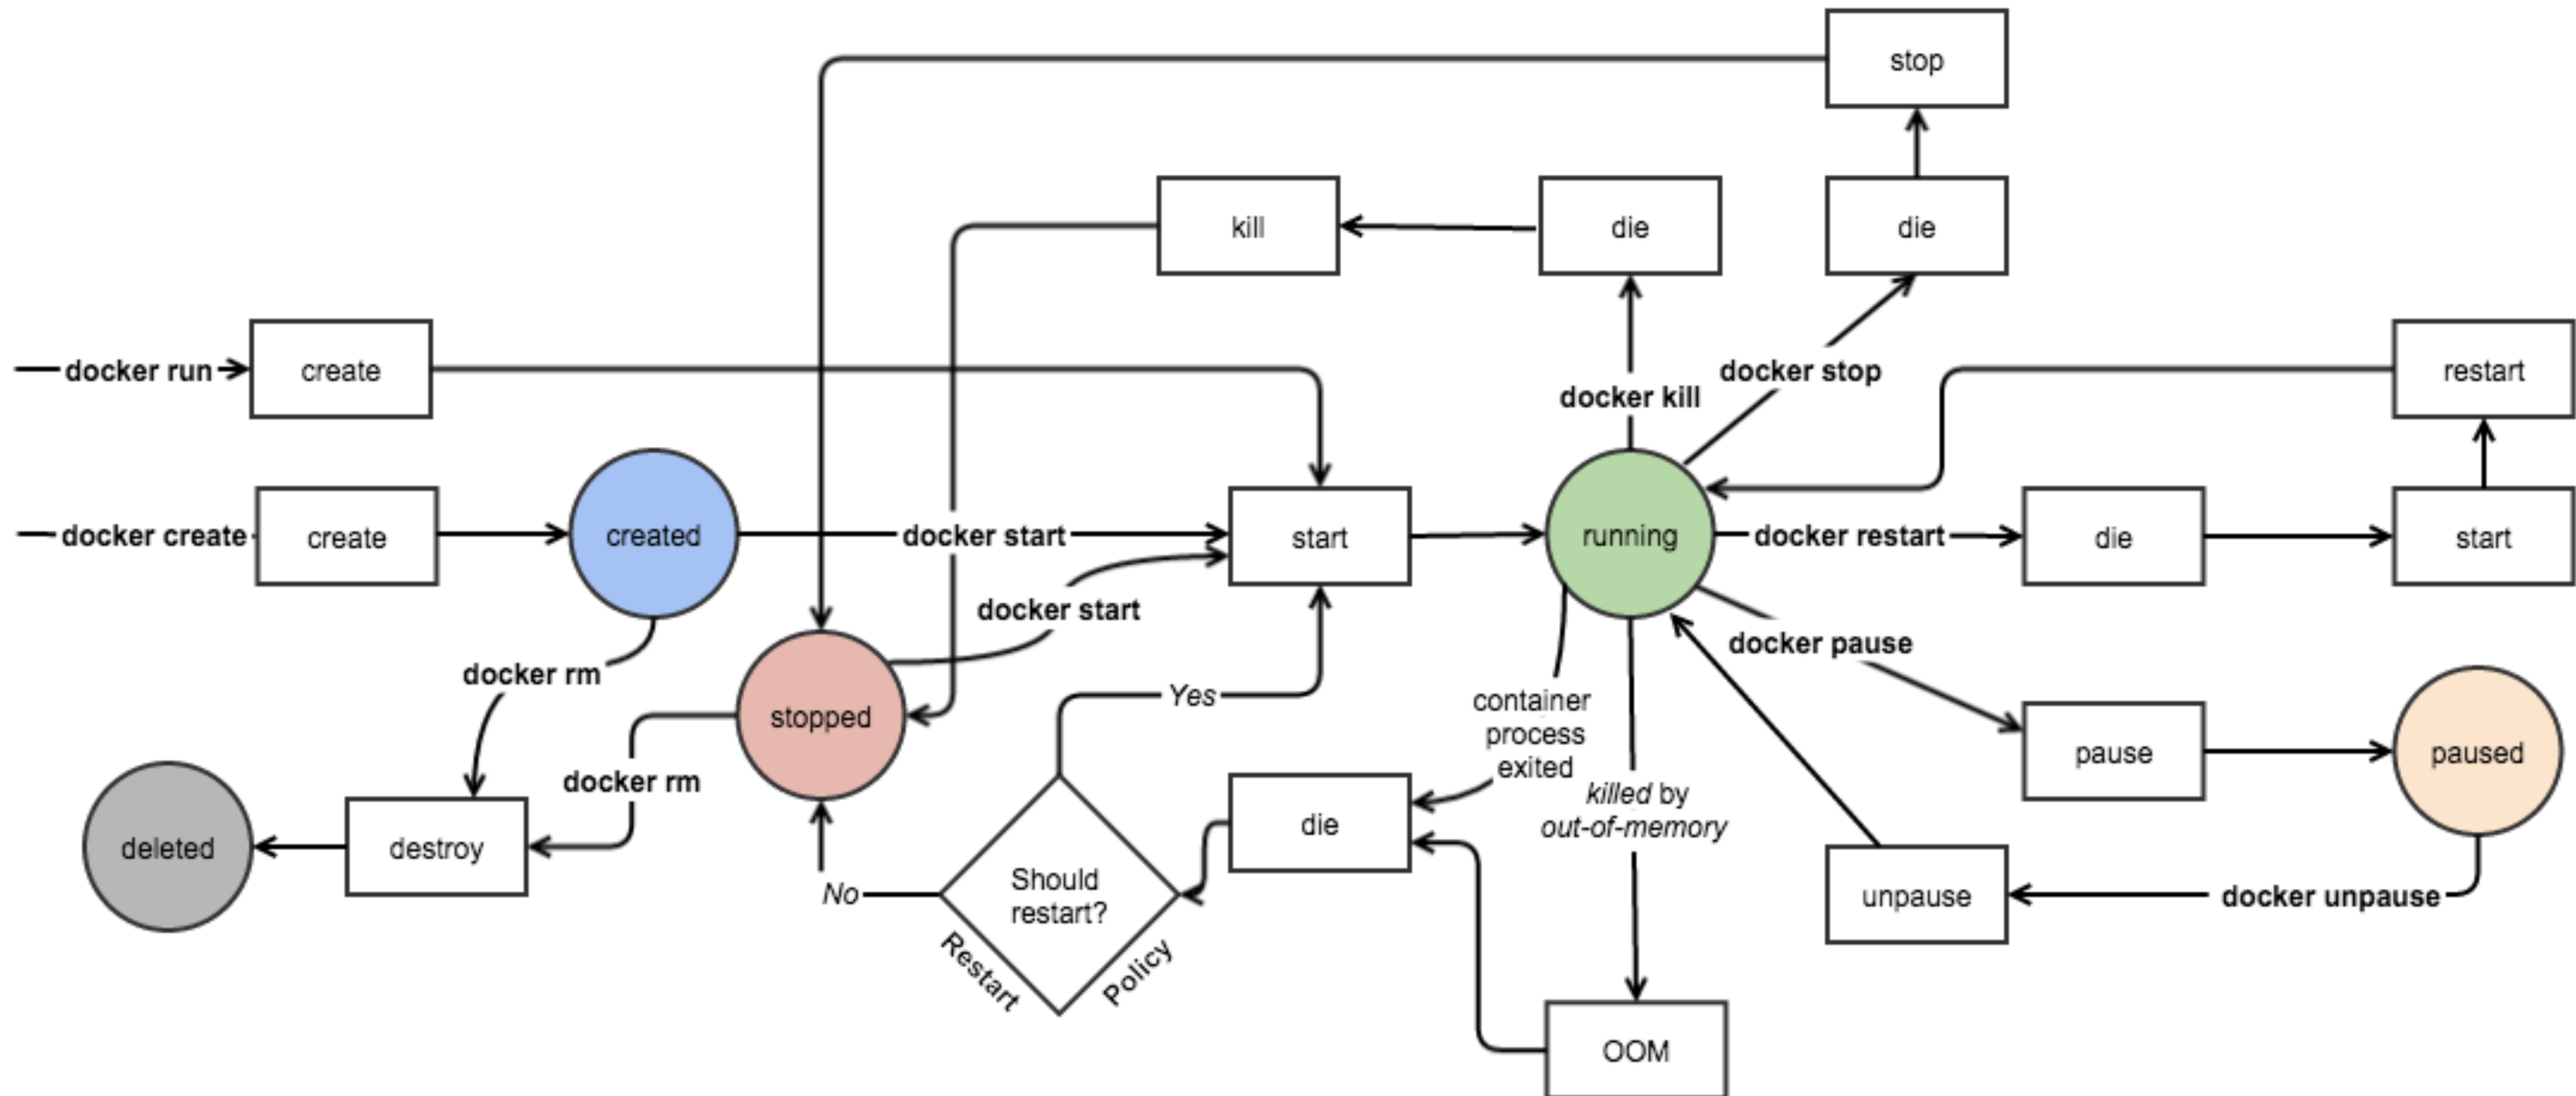 stop
kill
die
die
docker run
create
docker kill
docker stop
restart
docker create
create
created
docker start
start
running
docker restart
die
start
docker start
docker rm
stopped
Yes
docker pause
container
process
exited
pause
paused
docker rm
deleted
destroy
killed by
out-of-memory
die
No
Should
restart?
Restart
Policy
unpause
docker unpause
OOM